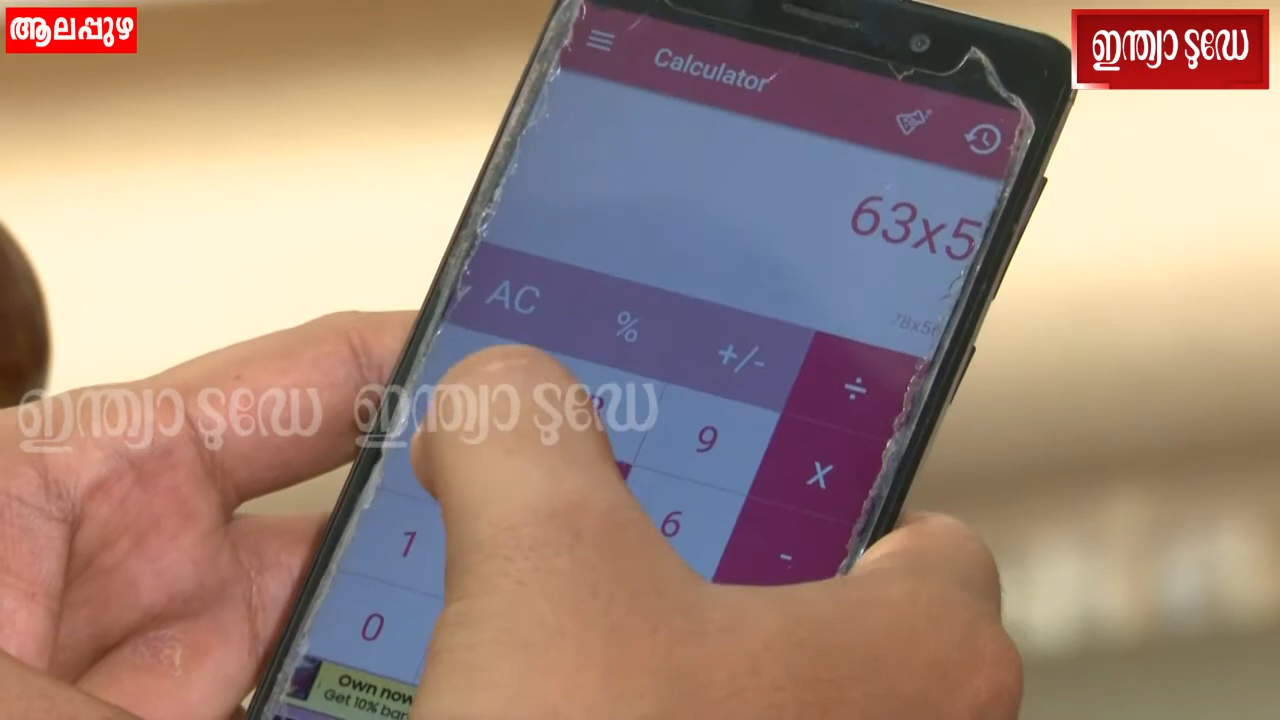 ആലപ്പുഴ
ഇന്ത്യാ ടുഡേ
Calculator
63x5
AC % +/- ÷
9 x
6 -
1
0
Own now
Get 10%
ഇന്ത്യാ ടുഡേ ഇന്ത്യാ ടുഡേ